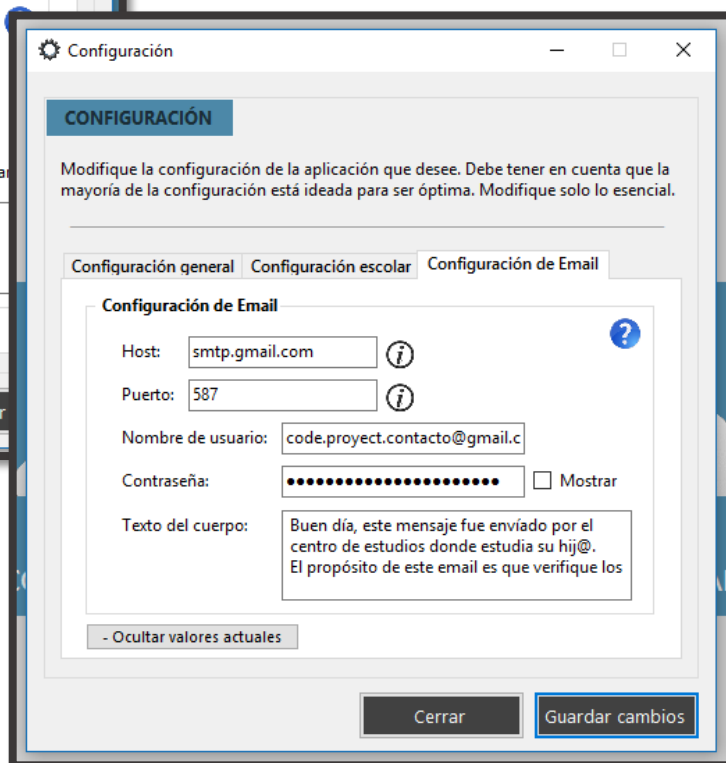 Configuración
CONFIGURACIÓN
Modifique la configuración de la aplicación que desee. Debe tener en cuenta que la
mayoría de la configuración está ideada para ser óptima. Modifique solo lo esencial.
Configuración general Configuración escolar Configuración de Email
Configuración de Email
Host: smtp.gmail.com
Puerto: 587
Nombre de usuario: code.proyect.contacto@gmail.c
Contraseña: ●●●●●●●●●●●●●●●●●●●●●● Mostrar
Texto del cuerpo: Buen día, este mensaje fue envíado por el
centro de estudios donde estudia su hij@.
El propósito de este email es que verifique los
- Ocultar valores actuales
Cerrar Guardar cambios